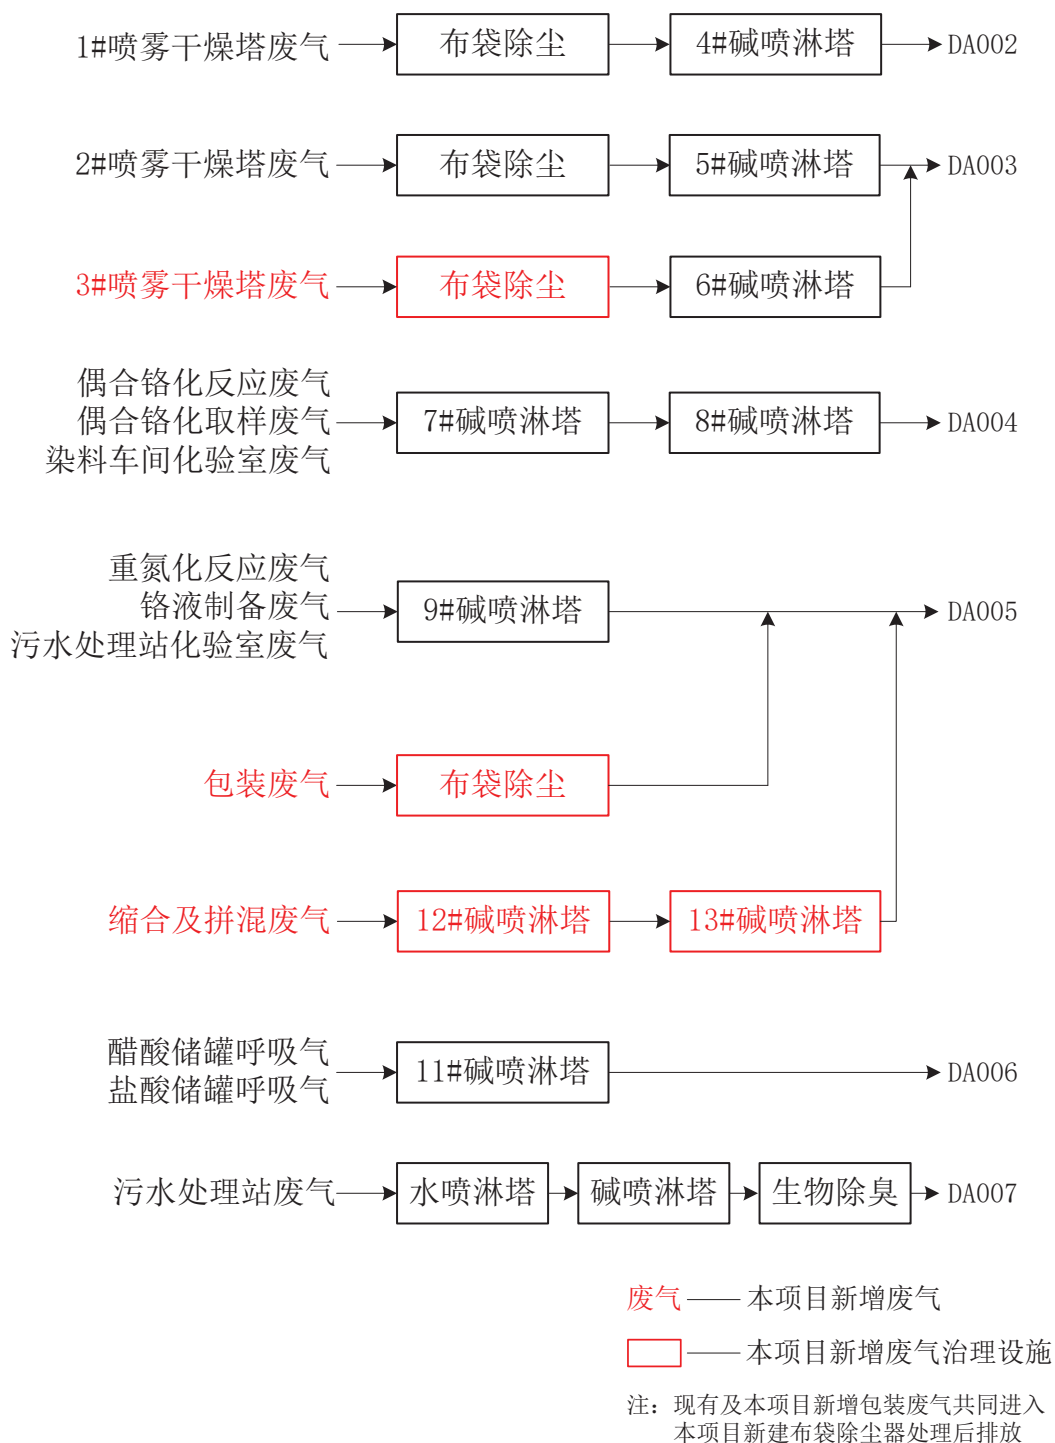 1#喷雾干燥塔废气 布袋除尘 4#碱喷淋塔 DA002
2#喷雾干燥塔废气 布袋除尘 5#碱喷淋塔 DA003
3#喷雾干燥塔废气 布袋除尘 6#碱喷淋塔
偶合铬化反应废气
偶合铬化取样废气 7#碱喷淋塔 8#碱喷淋塔 DA004
染料车间化验室废气
重氮化反应废气
铬液制备废气 9#碱喷淋塔 DA005
污水处理站化验室废气
包装废气 布袋除尘
缩合及拼混废气 12#碱喷淋塔 13#碱喷淋塔
醋酸储罐呼吸气
盐酸储罐呼吸气 11#碱喷淋塔 DA006
污水处理站废气 水喷淋塔 碱喷淋塔 生物除臭 DA007
废气 —— 本项目新增废气
—— 本项目新增废气治理设施
注：现有及本项目新增包装废气共同进入
本项目新建布袋除尘器处理后排放